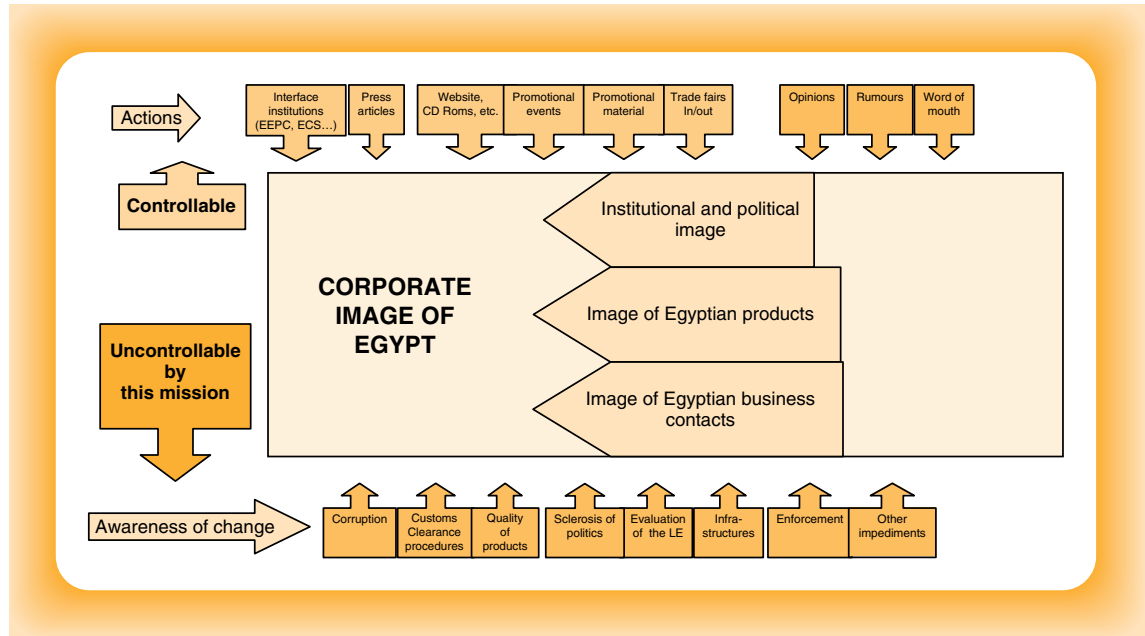 Actions
Interface
institutions
(EEPC, ECS...)
Press
articles
Website,
CD Roms, etc.
Promotional
events
Promotional
material
Trade fairs
In/out
Opinions
Rumours
Word of
mouth
Controllable
CORPORATE
IMAGE OF
EGYPT
Institutional and political
image
Image of Egyptian products
Image of Egyptian business
contacts
Uncontrollable
by
this mission
Awareness of change
Corruption
Customs
Clearance
procedures
Quality
of
products
Sclerosis of
politics
Evaluation
of the LE
Infra-
structures
Enforcement
Other
impediments